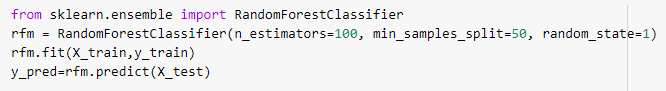 from sklearn.ensemble import RandomForestClassifier
rfm = RandomForestClassifier(n_estimators=100, min_samples_split=50, random_state=1)
rfm.fit(X_train,y_train)
y_pred=rfm.predict(X_test)